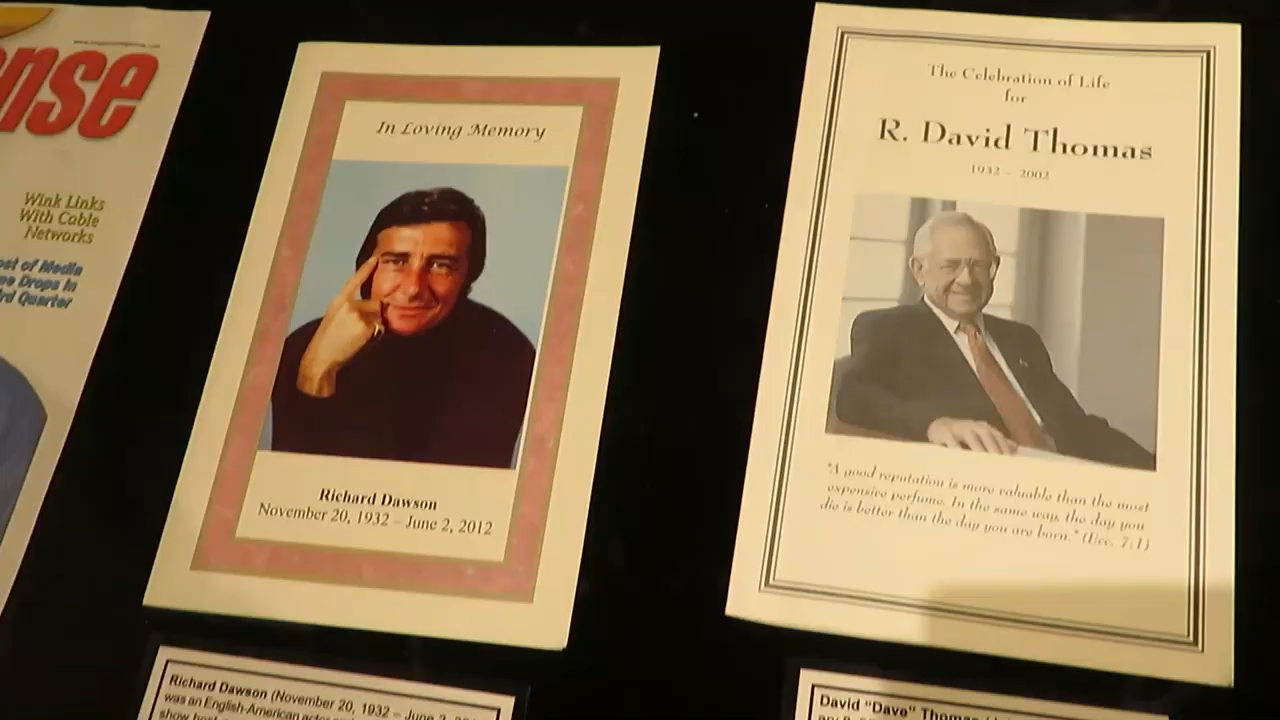 nse
Wink Links
With Cable
Networks
ost of Media
Drops In
rd Quarter
In Loving Memory
Richard Dawson
November 20, 1932 – June 2, 2012
The Celebration of Life
for
R. David Thomas
1932 – 2002
"A good reputation is more valuable than the most
expensive perfume. In the same way, the day you
die is better than the day you are born." (Ecc. 7:1)
Richard Dawson (November 20, 1932 – June 2,
was an English-American actor
show host
David "Dave" Thomas